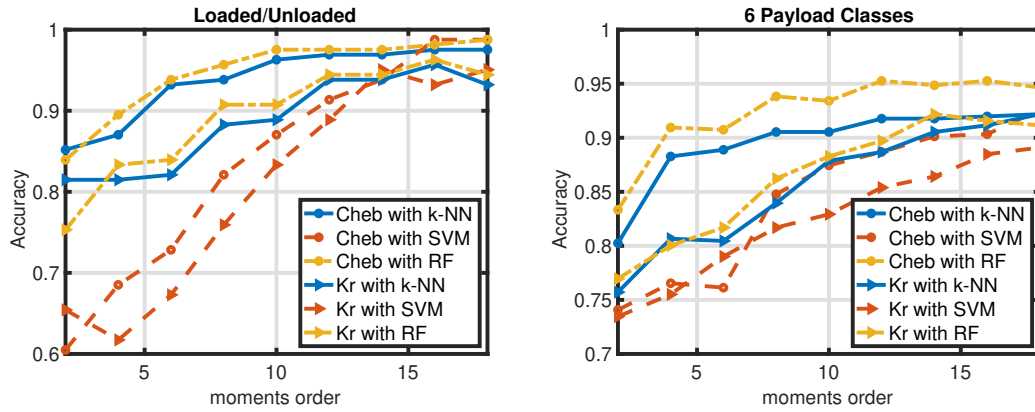 Loaded/Unloaded
Accuracy
1
0.9
0.8
0.7
0.6
5
10
15
moments order
Cheb with k-NN
Cheb with SVM
Cheb with RF
Kr with k-NN
Kr with SVM
Kr with RF
6 Payload Classes
Accuracy
1
0.95
0.9
0.85
0.8
0.75
0.7
5
10
15
moments order
Cheb with k-NN
Cheb with SVM
Cheb with RF
Kr with k-NN
Kr with SVM
Kr with RF